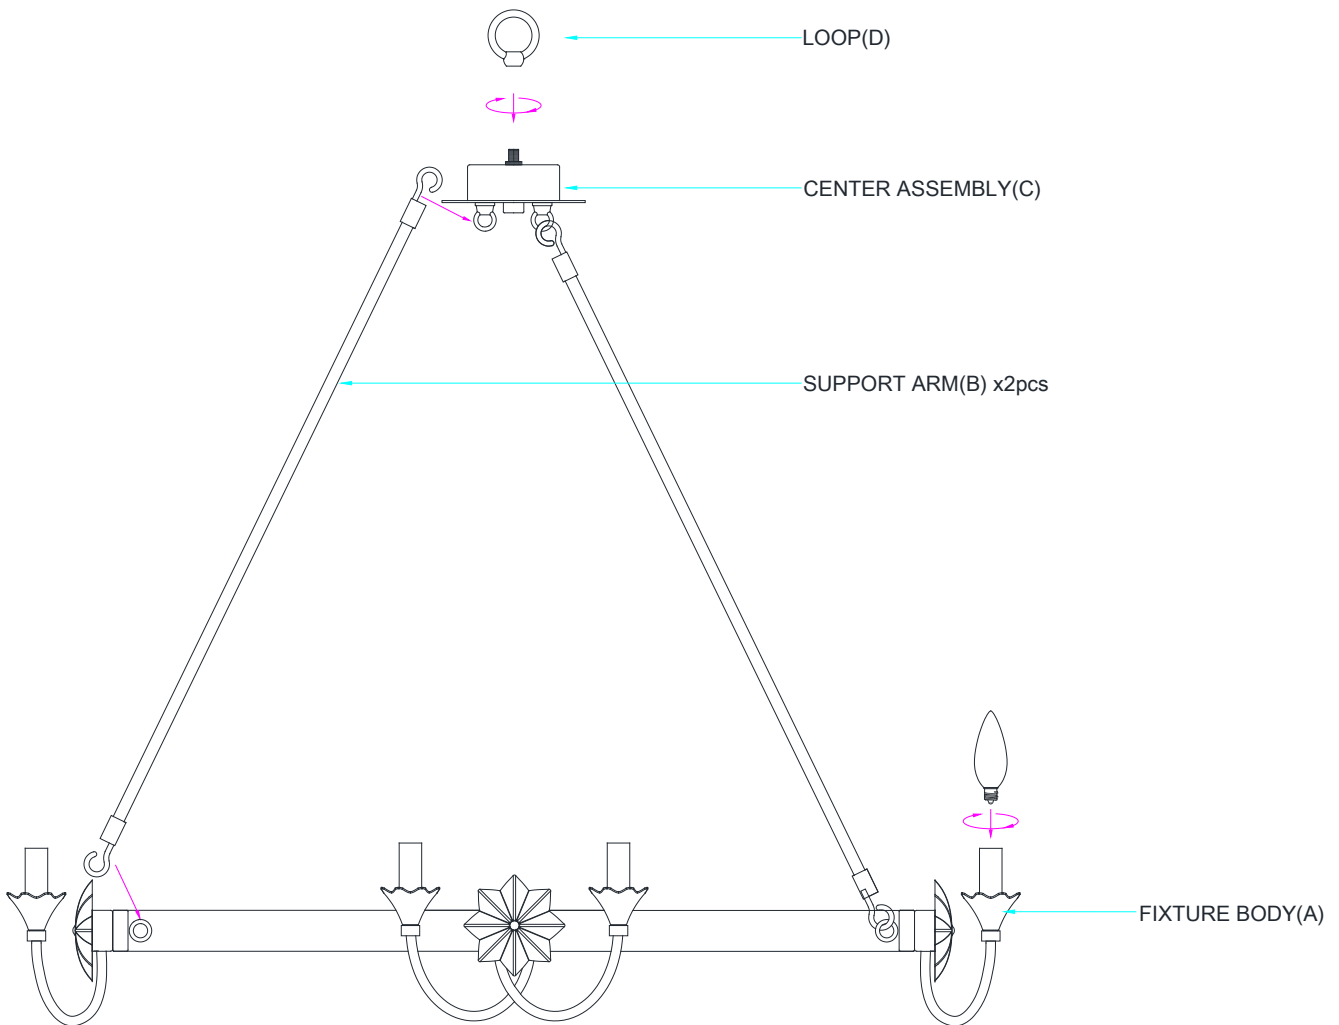 LOOP(D)
CENTER ASSEMBLY(C)
SUPPORT ARM(B) x2pcs
FIXTURE BODY(A)